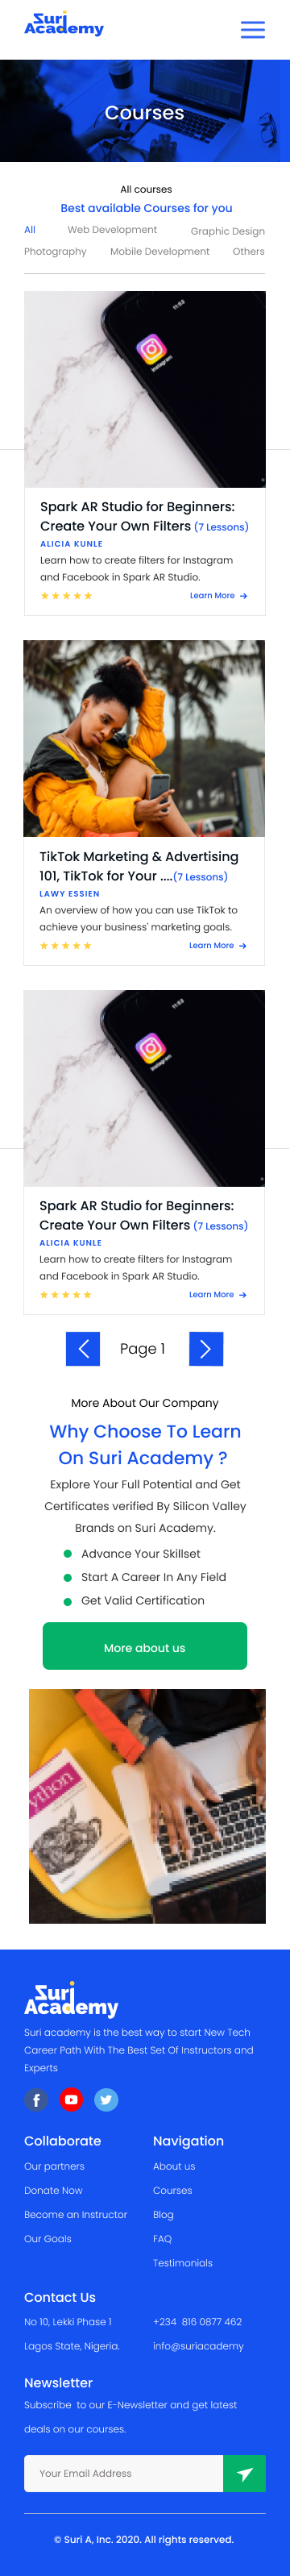 Suri
Academy
Courses
All courses
Best available Courses for you
All Web Development Graphic Design
Photography Mobile Development Others
11:53
Instagram
Spark AR Studio for Beginners:
Create Your Own Filters (7 Lessons)
ALICIA KUNLE
Learn how to create filters for Instagram
and Facebook in Spark AR Studio.
Learn More →
TikTok Marketing & Advertising
101, TikTok for Your ....(7 Lessons)
LAWY ESSIEN
An overview of how you can use TikTok to
achieve your business' marketing goals.
Learn More →
11:53
Instagram
Spark AR Studio for Beginners:
Create Your Own Filters (7 Lessons)
ALICIA KUNLE
Learn how to create filters for Instagram
and Facebook in Spark AR Studio.
Learn More →
Page 1
More About Our Company
Why Choose To Learn
On Suri Academy ?
Explore Your Full Potential and Get
Certificates verified By Silicon Valley
Brands on Suri Academy.
Advance Your Skillset
Start A Career In Any Field
Get Valid Certification
More about us
ython
Suri
Academy
Suri academy is the best way to start New Tech
Career Path With The Best Set Of Instructors and
Experts
Collaborate
Our partners
Donate Now
Become an Instructor
Our Goals
Navigation
About us
Courses
Blog
FAQ
Testimonials
Contact Us
No 10, Lekki Phase 1
Lagos State, Nigeria.
+234 816 0877 462
info@suriacademy
Newsletter
Subscribe to our E-Newsletter and get latest
deals on our courses.
Your Email Address
© Suri A, Inc. 2020. All rights reserved.